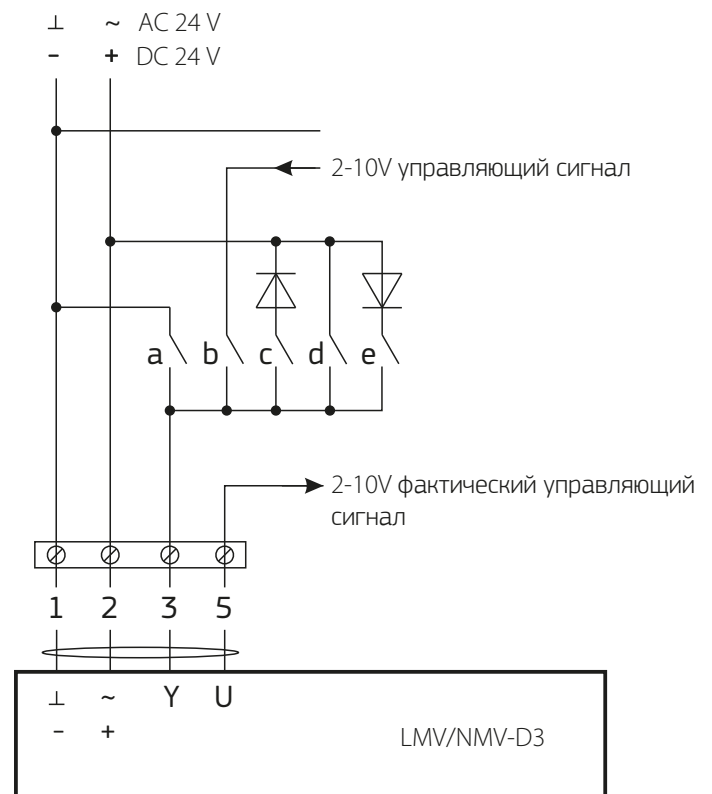 ⊥ ~ AC 24 V
- + DC 24 V
2-10V управляющий сигнал
a b c d e
2-10V фактический управляющий
сигнал
1 2 3 5
⊥ ~ Y U
- +
LMV/NMV-D3